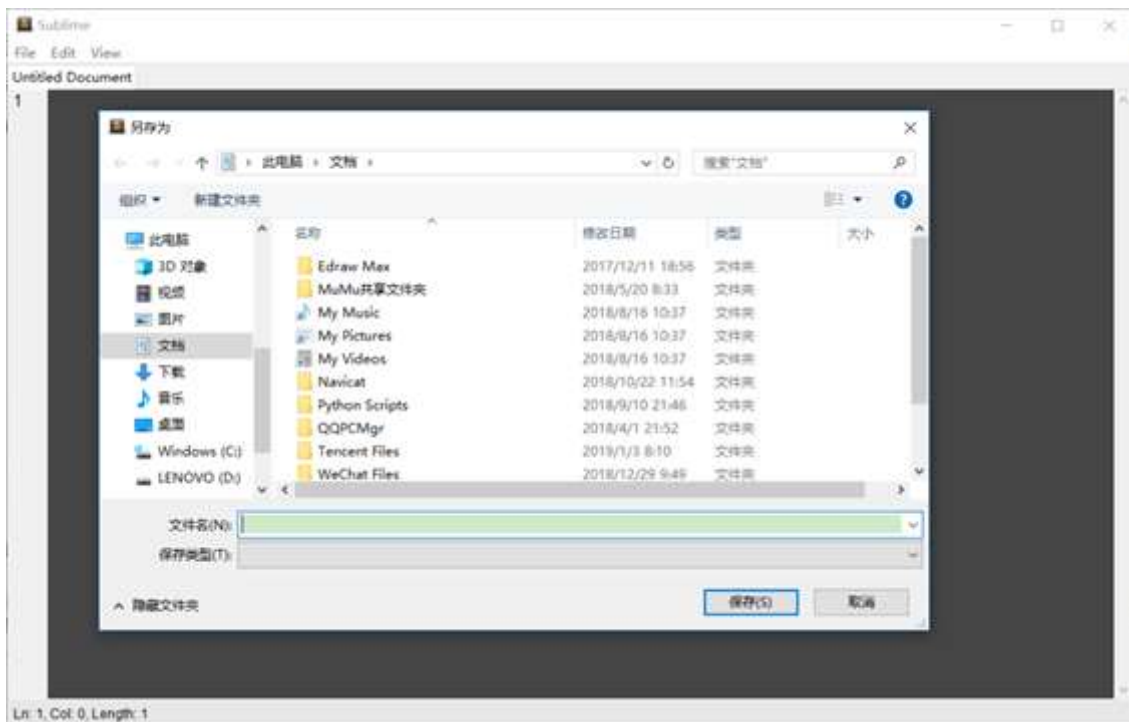 Sublime
File Edit View
Untitled Document
1
另存为
此电脑 › 文档 ›
搜索"文档"
组织 新建文件夹
名称 修改日期 类型 大小
此电脑
3D 对象
视频
图片
文档
下载
音乐
桌面
Windows (C:)
LENOVO (D:)
Edraw Max 2017/12/11 18:56 文件夹
MuMu共享文件夹 2018/5/20 8:33 文件夹
My Music 2018/8/16 10:37 文件夹
My Pictures 2018/8/16 10:37 文件夹
My Videos 2018/8/16 10:37 文件夹
Navicat 2018/10/22 11:54 文件夹
Python Scripts 2018/9/10 21:46 文件夹
QQPCMgr 2018/4/1 21:52 文件夹
Tencent Files 2019/1/3 8:10 文件夹
WeChat Files 2018/12/29 9:49 文件夹
文件名(N):
保存类型(T):
隐藏文件夹 保存(S) 取消
Ln: 1, Col: 0, Length: 1